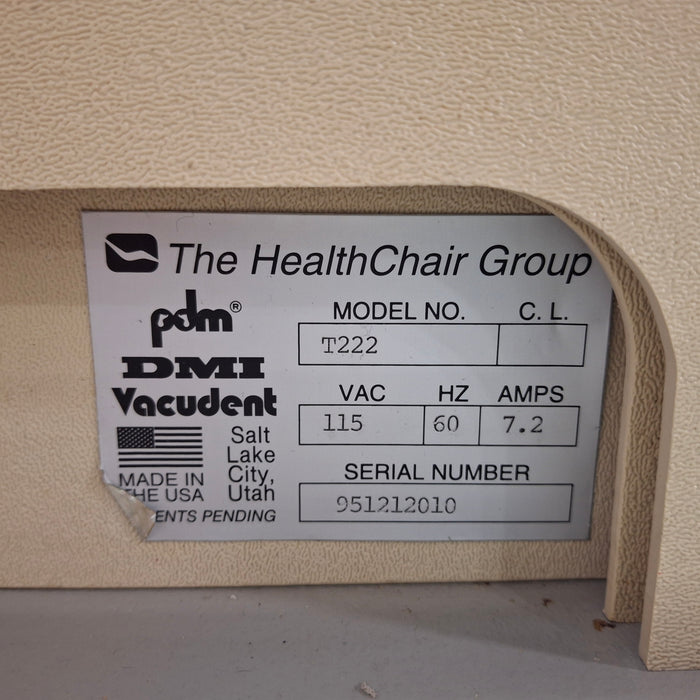 The HealthChair Group
pdm®
DMI
Vacudent
MADE IN
THE USA
Salt
Lake
City,
Utah
ENTS PENDING
MODEL NO. C. L.
T222
VAC HZ AMPS
115 60 7.2
SERIAL NUMBER
951212010